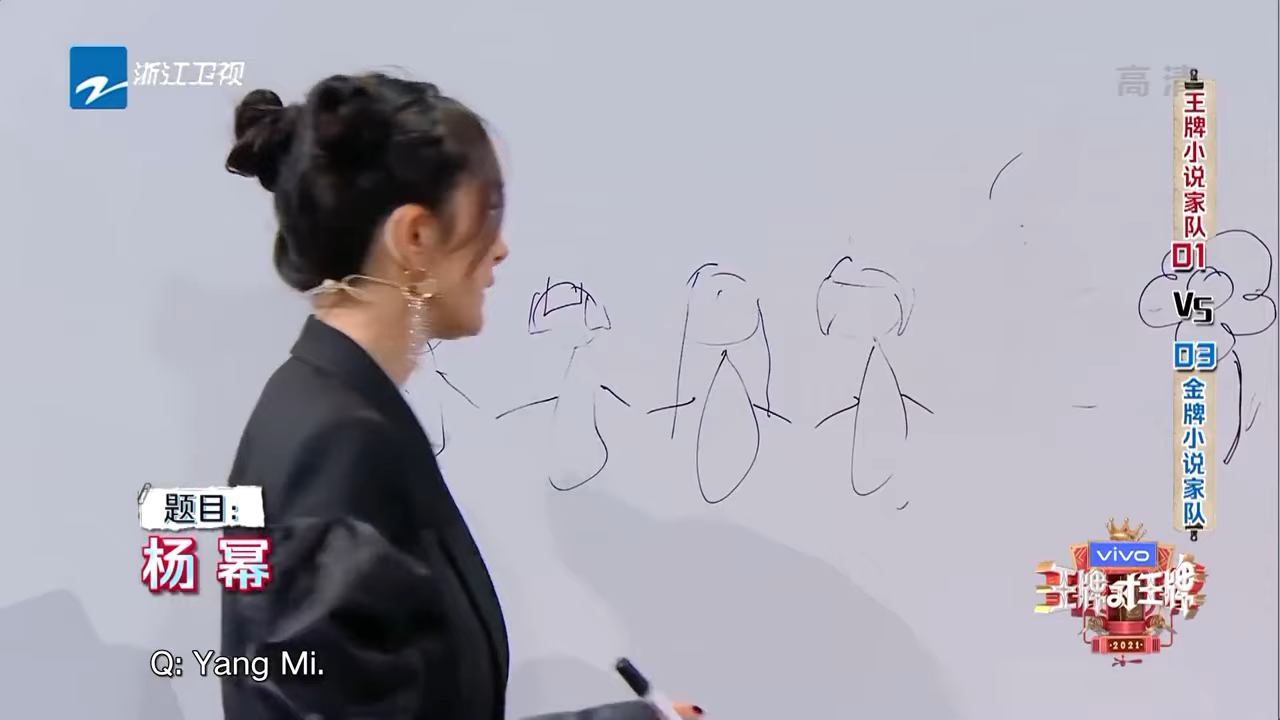 浙江卫视
高清
王牌小说家队
01
VS
03
金牌小说家队
题目:
杨幂
Q: Yang Mi.
vivo
王牌对王牌
·2021·